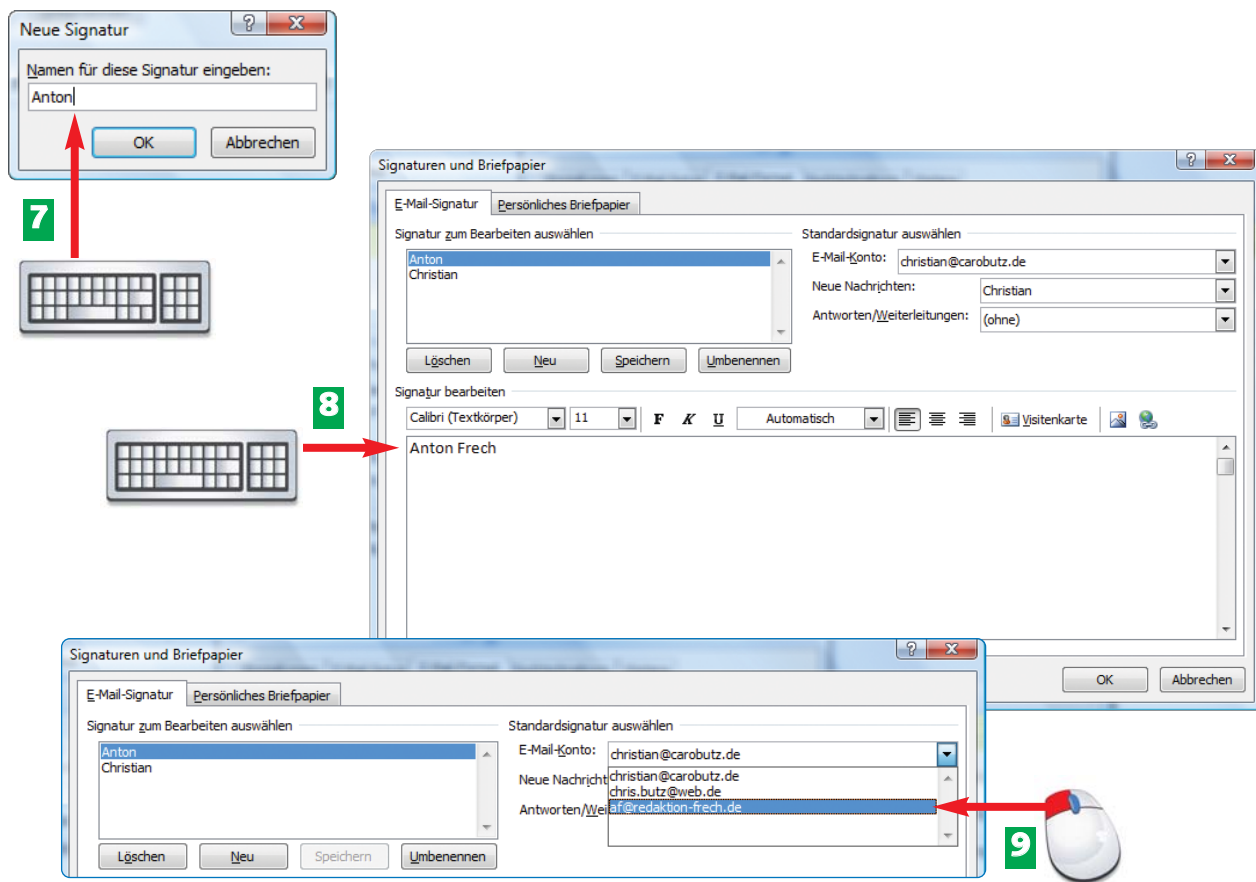 Neue Signatur
Namen für diese Signatur eingeben:
Anton
OK Abbrechen
7
Signaturen und Briefpapier
E-Mail-Signatur Persönliches Briefpapier
Signatur zum Bearbeiten auswählen Standardsignatur auswählen
Anton E-Mail-Konto: christian@carobutz.de
Christian
Neue Nachrichten: Christian
Antworten/Weiterleitungen: (ohne)
Löschen Neu Speichern Umbenennen
Signatur bearbeiten
Calibri (Textkörper) 11 F K U Automatisch Visitenkarte
8
Anton Frech
OK Abbrechen
Signaturen und Briefpapier
E-Mail-Signatur Persönliches Briefpapier
Signatur zum Bearbeiten auswählen Standardsignatur auswählen
Anton E-Mail-Konto: christian@carobutz.de
Christian
Neue Nachricht christian@carobutz.de
chris.butz@web.de
Antworten/Wei af@redaktion-frech.de
Löschen Neu Speichern Umbenennen
9